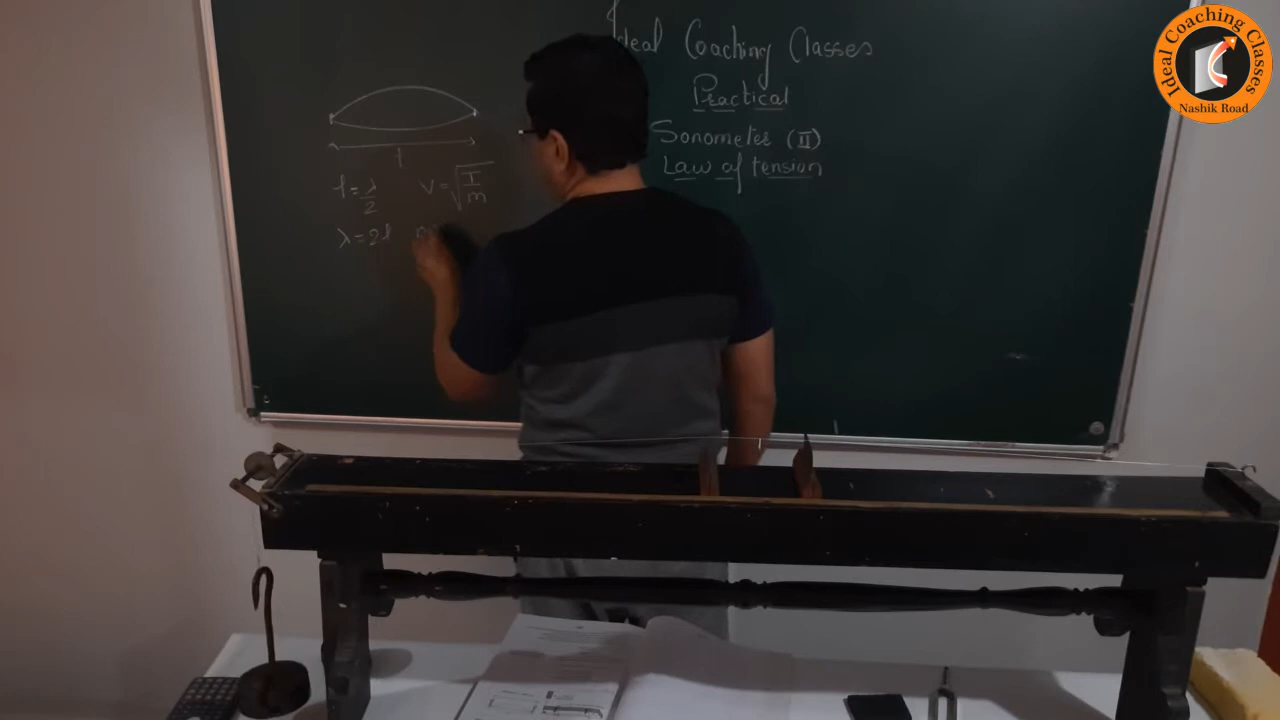 Ideal Coaching Classes
Practical
Sonometer (II)
Law of tension
l
l = λ/2
v = √T/m
λ = 2l
n
Ideal Coaching Classes
Nashik Road